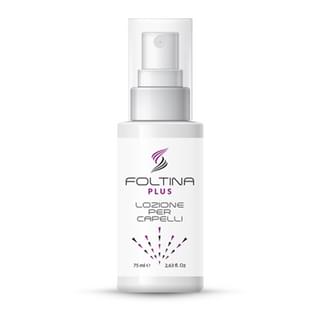 FOLTINA
PLUS
LOZIONE
PER
CAPELLI
75 ml ℮ 2,63 fl. Oz